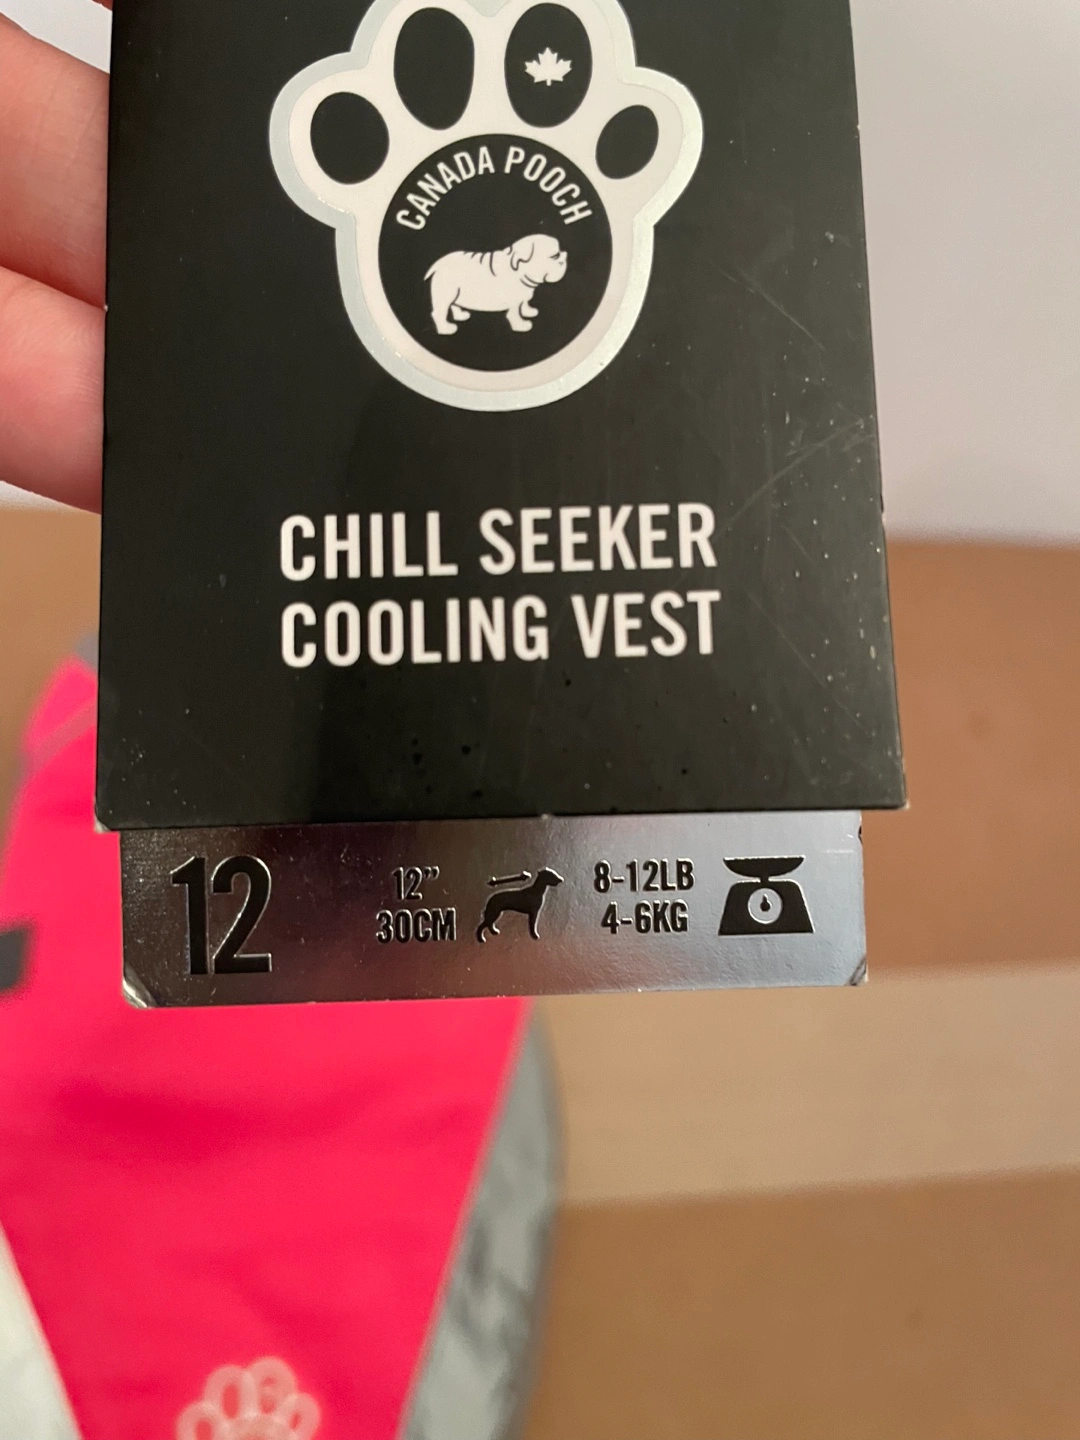 CANADA POOCH
CHILL SEEKER
COOLING VEST
12
12”
30CM
8-12LB
4-6KG